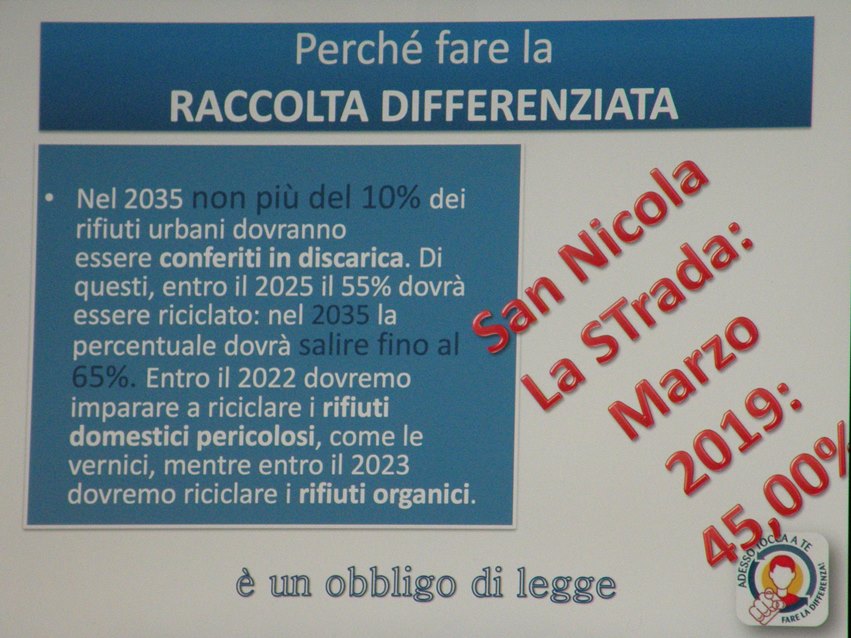 Perché fare la
RACCOLTA DIFFERENZIATA
• Nel 2035 non più del 10% dei
rifiuti urbani dovranno
essere conferiti in discarica. Di
questi, entro il 2025 il 55% dovrà
essere riciclato: nel 2035 la
percentuale dovrà salire fino al
65%. Entro il 2022 dovremo
imparare a riciclare i rifiuti
domestici pericolosi, come le
vernici, mentre entro il 2023
dovremo riciclare i rifiuti organici.
San Nicola
La STrada:
Marzo
2019:
45,00%
è un obbligo di legge
ADESSO TOCCA A TE
FARE LA DIFFERENZA!